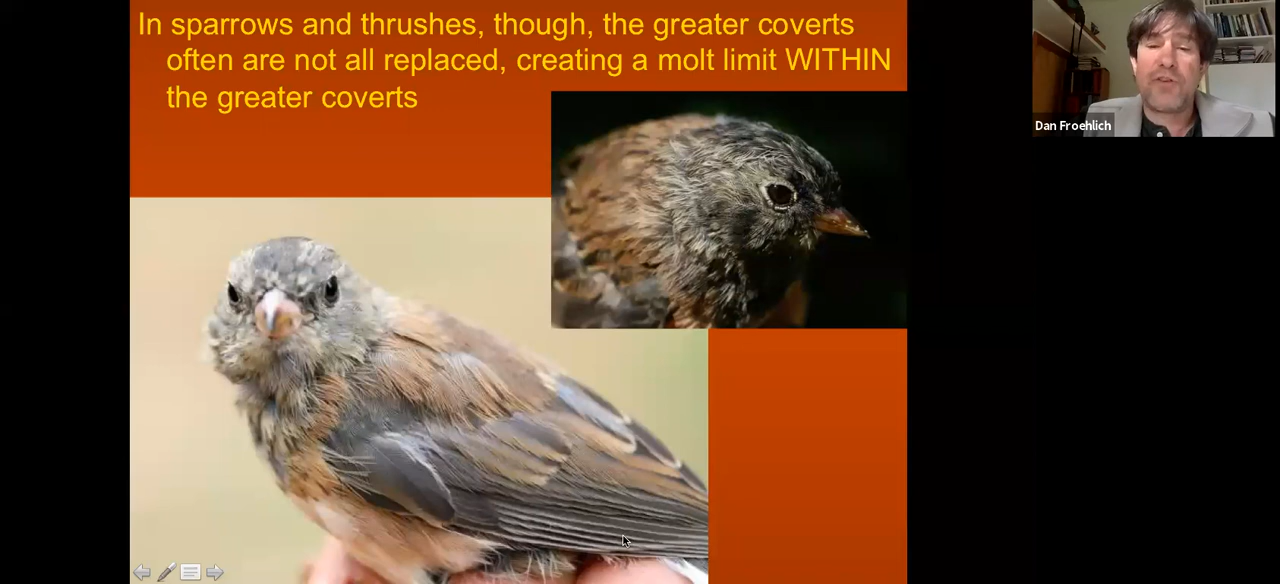 In sparrows and thrushes, though, the greater coverts
often are not all replaced, creating a molt limit WITHIN
the greater coverts
Dan Froehlich